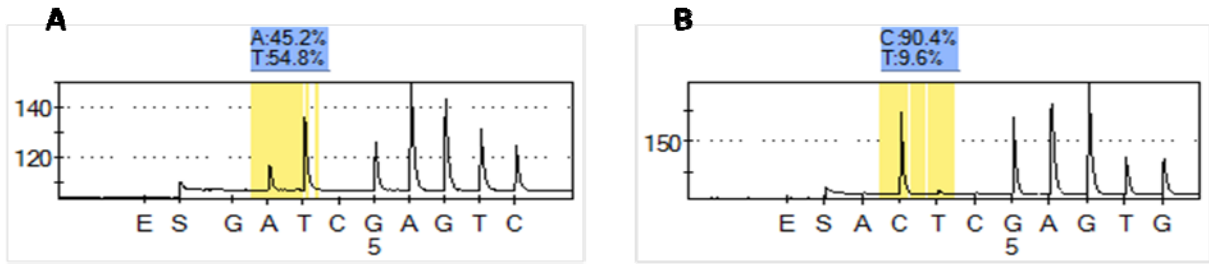 A
A:45.2%
T:54.8%
140
120
E S G A T C G A G T C
5
B
C:90.4%
T:9.6%
150
E S A C T C G A G T G
5